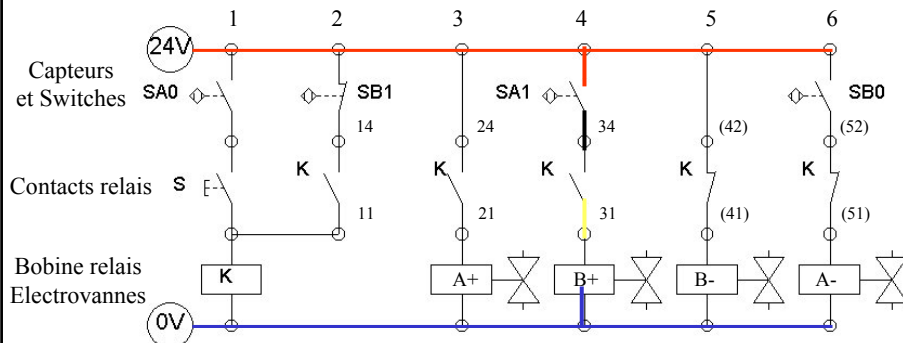 1 2 3 4 5 6
24V
Capteurs
et Switches
SA0 SB1 SA1 SB0
14 24 34 (42) (52)
Contacts relais S K K K K K
11 21 31 (41) (51)
Bobine relais
Electrovannes
K A+ B+ B- A-
0V